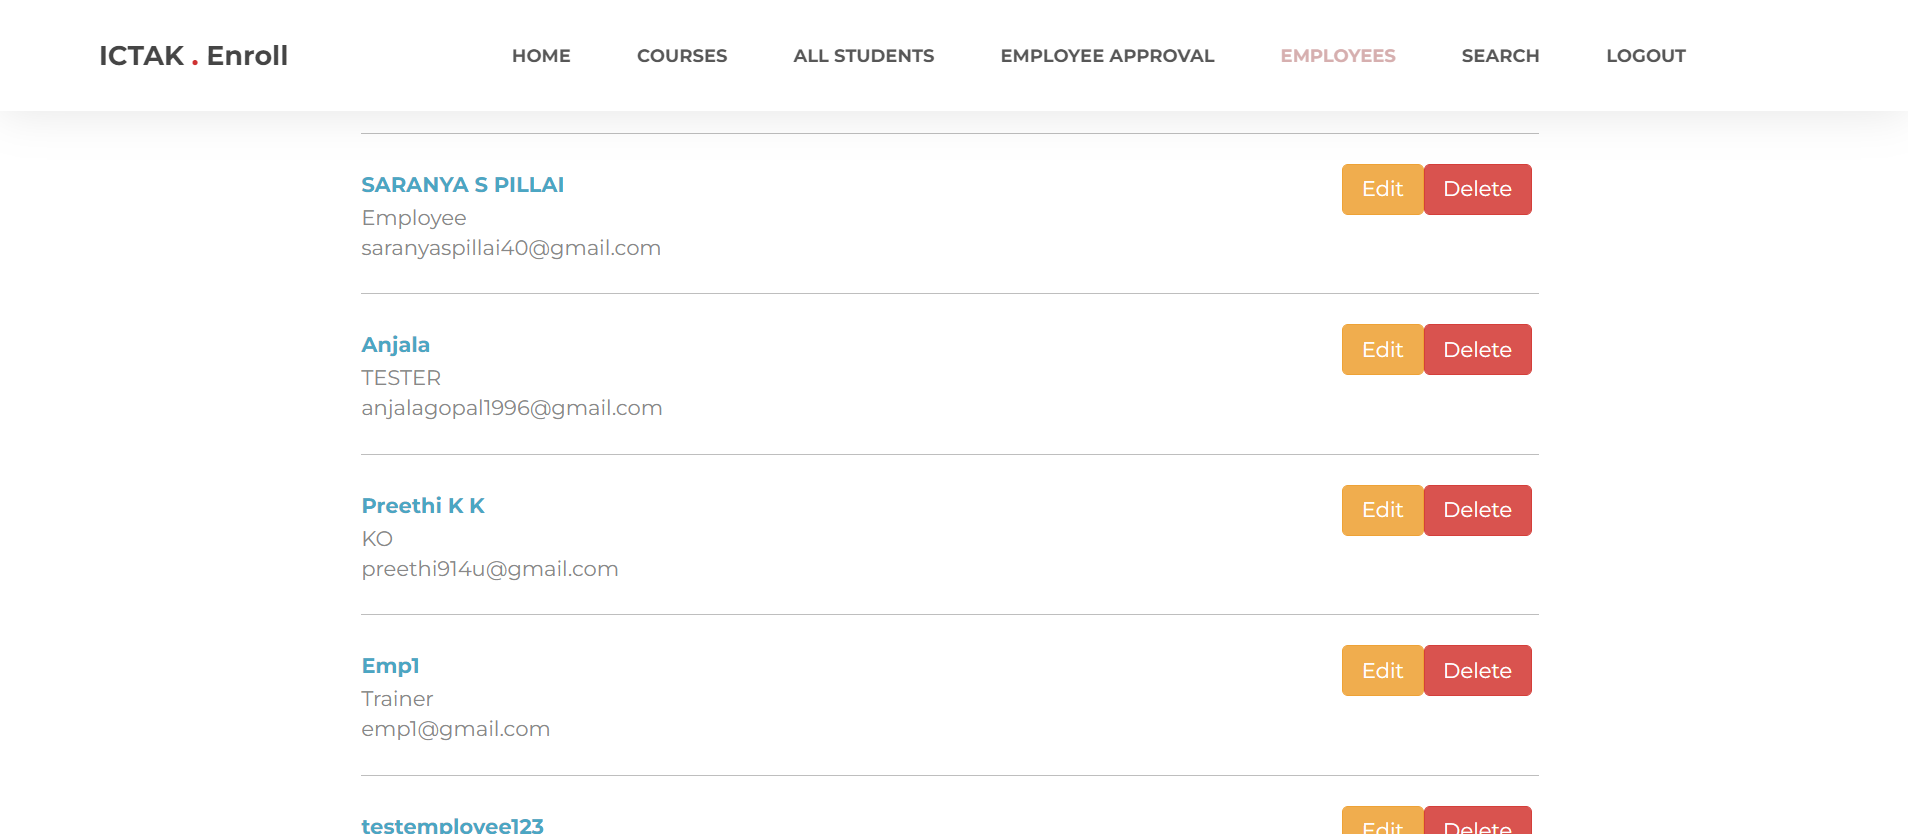 ICTAK . Enroll HOME COURSES ALL STUDENTS EMPLOYEE APPROVAL EMPLOYEES SEARCH LOGOUT
SARANYA S PILLAI Edit Delete
Employee
saranyaspillai40@gmail.com
Anjala Edit Delete
TESTER
anjalagopal1996@gmail.com
Preethi K K Edit Delete
KO
preethi914u@gmail.com
Emp1 Edit Delete
Trainer
emp1@gmail.com
testemployee123 Edit Delete